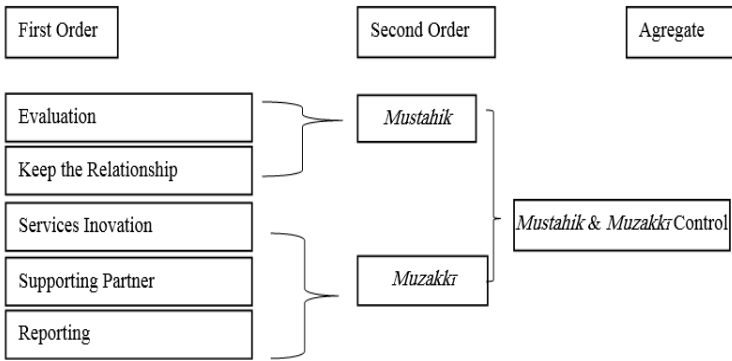 First Order
Second Order
Agregate
Evaluation
Keep the Relationship
Services Inovation
Supporting Partner
Reporting
Mustahik
Muzakkī
Mustahik & Muzakkī Control